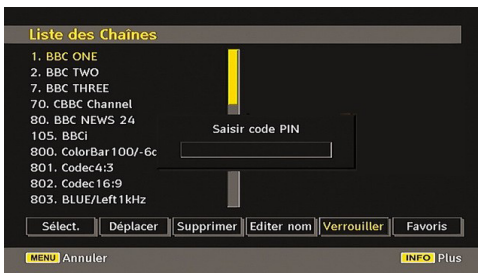 Liste des Chaînes
1. BBC ONE
2. BBC TWO
7. BBC THREE
70. CBBC Channel
80. BBC NEWS 24
105. BBCi
800. ColorBar100/-6c
801. Codec4:3
802. Codec16:9
803. BLUE/Left1kHz
Saisir code PIN
Sélect. Déplacer Supprimer Editer nom Verrouiller Favoris
MENU Annuler INFO Plus